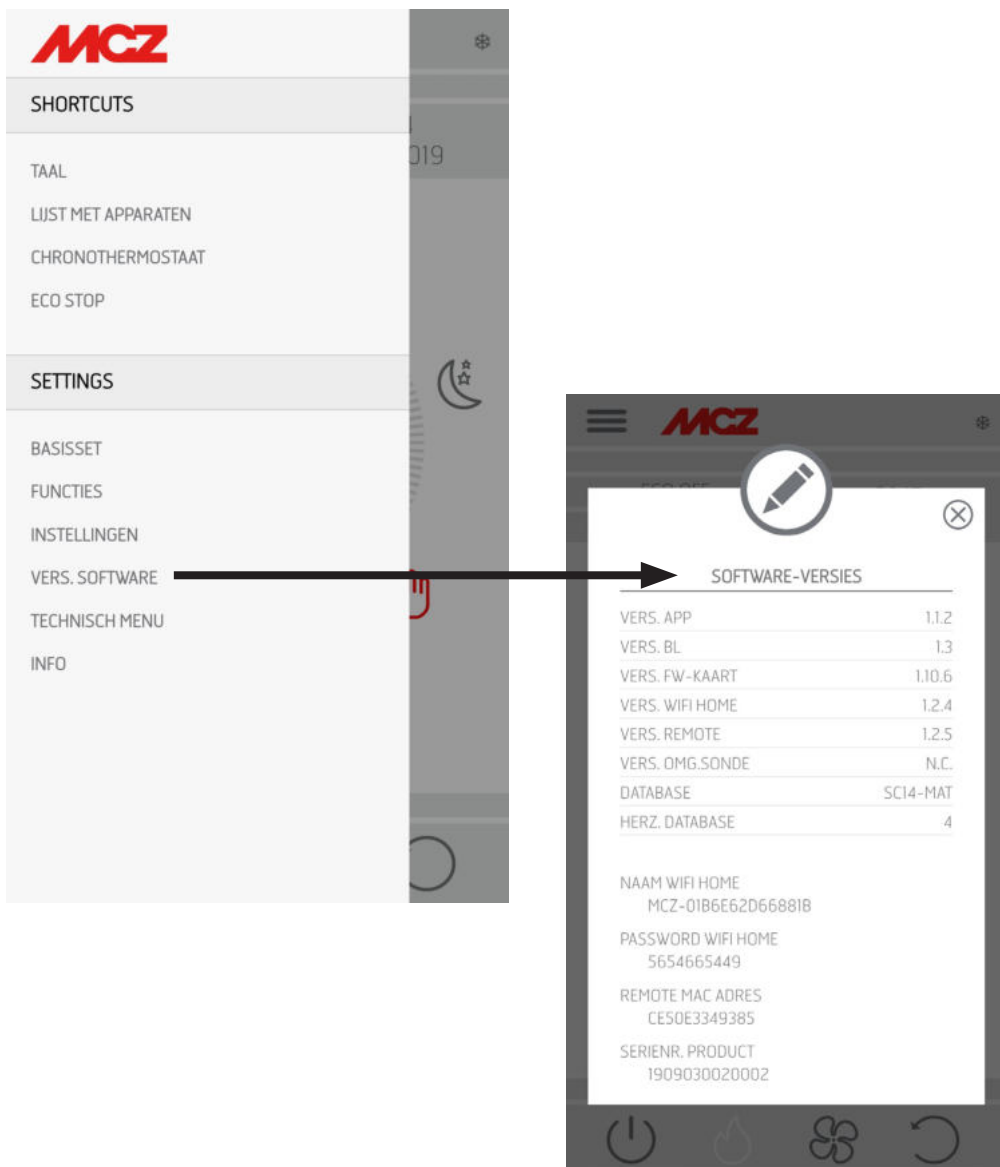 MCZ
SHORTCUTS
019
TAAL
LIJST MET APPARATEN
CHRONOTHERMOSTAAT
ECO STOP
SETTINGS
BASISSET
FUNCTIES
INSTELLINGEN
VERS. SOFTWARE
TECHNISCH MENU
INFO
MCZ
SOFTWARE-VERSIES
VERS. APP 1.1.2
VERS. BL 1.3
VERS. FW-KAART 1.10.6
VERS. WIFI HOME 1.2.4
VERS. REMOTE 1.2.5
VERS. OMG.SONDE N.C.
DATABASE SC14-MAT
HERZ. DATABASE 4
NAAM WIFI HOME
MCZ-01B6E62D66881B
PASSWORD WIFI HOME
5654665449
REMOTE MAC ADRES
CE50E3349385
SERIENR. PRODUCT
1909030020002